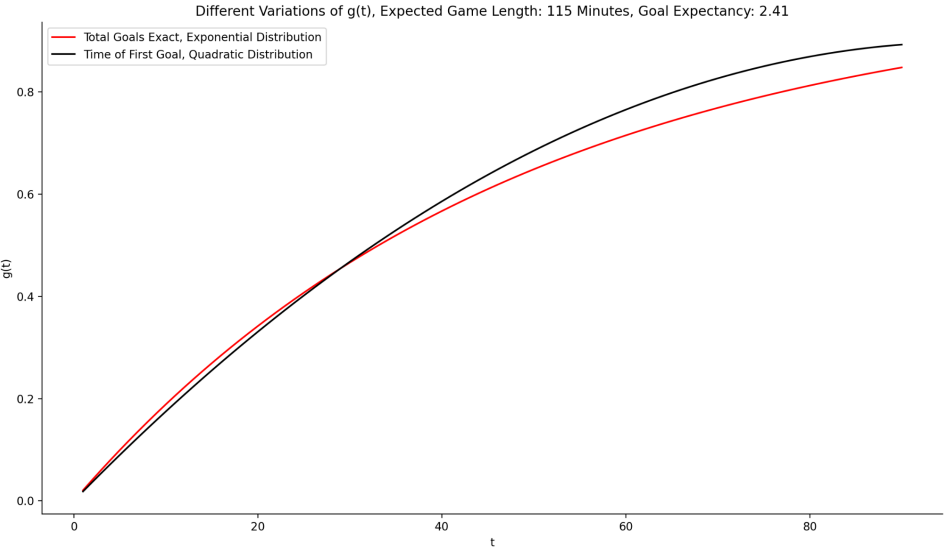 Different Variations of g(t), Expected Game Length: 115 Minutes, Goal Expectancy: 2.41
Total Goals Exact, Exponential Distribution
Time of First Goal, Quadratic Distribution
0.8
0.6
0.4
0.2
0.0
g(t)
0
20
40
60
80
t